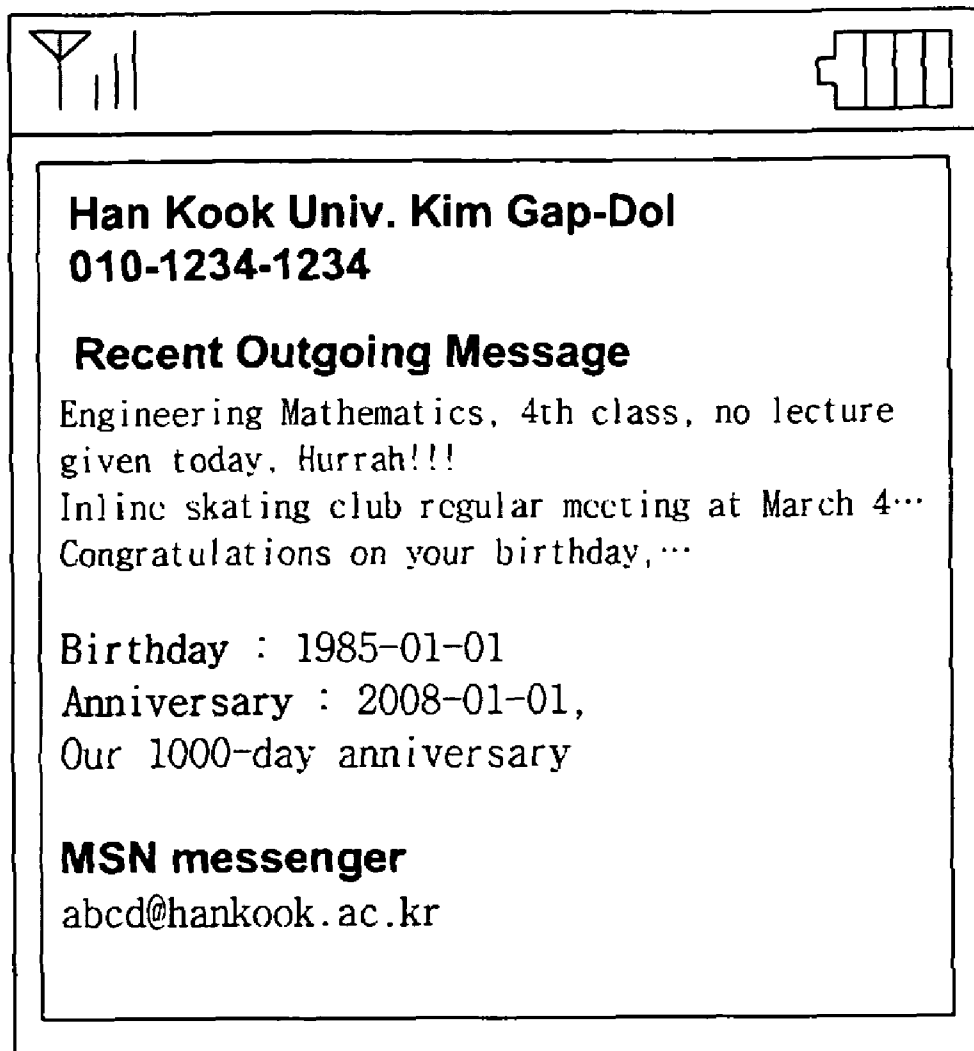 Han Kook Univ. Kim Gap-Dol
010-1234-1234
Recent Outgoing Message
Engineering Mathematics, 4th class, no lecture
given today, Hurrah!!!
Inline skating club regular meeting at March 4…
Congratulations on your birthday,…
Birthday : 1985-01-01
Anniversary : 2008-01-01,
Our 1000-day anniversary
MSN messenger
abcd@hankook.ac.kr